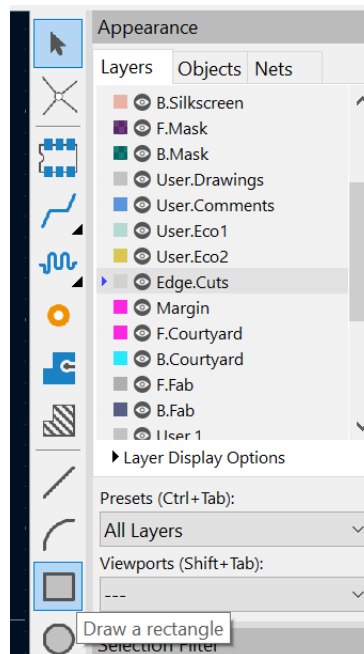 Appearance
Layers Objects Nets
B.Silkscreen
F.Mask
B.Mask
User.Drawings
User.Comments
User.Eco1
User.Eco2
Edge.Cuts
Margin
F.Courtyard
B.Courtyard
F.Fab
B.Fab
User.1
Layer Display Options
Presets (Ctrl+Tab):
All Layers
Viewports (Shift+Tab):
---
Draw a rectangle
Selection Filter